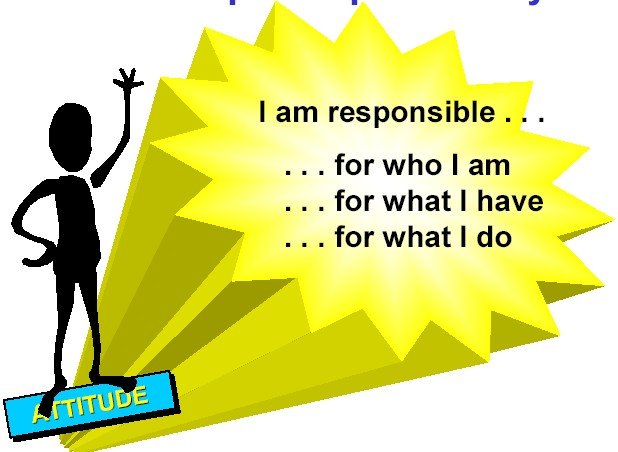 I am responsible . . .
. . . for who I am
. . . for what I have
. . . for what I do
ATTITUDE